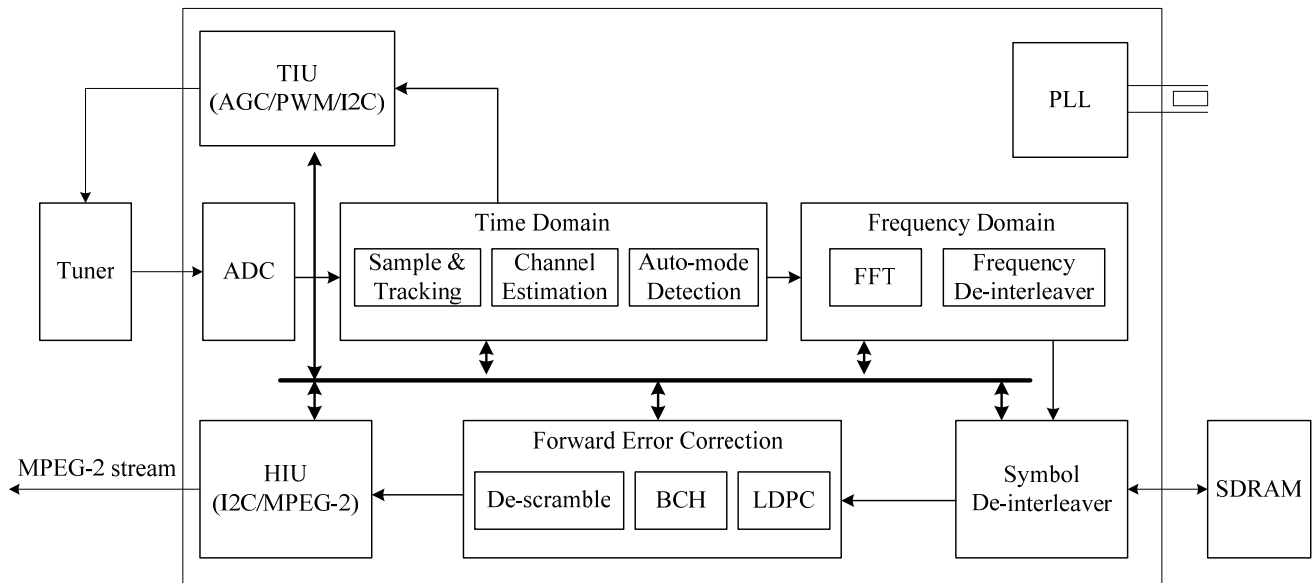 TIU
(AGC/PWM/I2C)
PLL
Tuner
ADC
Time Domain
Sample &
Tracking
Channel
Estimation
Auto-mode
Detection
Frequency Domain
FFT
Frequency
De-interleaver
MPEG-2 stream
HIU
(I2C/MPEG-2)
Forward Error Correction
De-scramble
BCH
LDPC
Symbol
De-interleaver
SDRAM